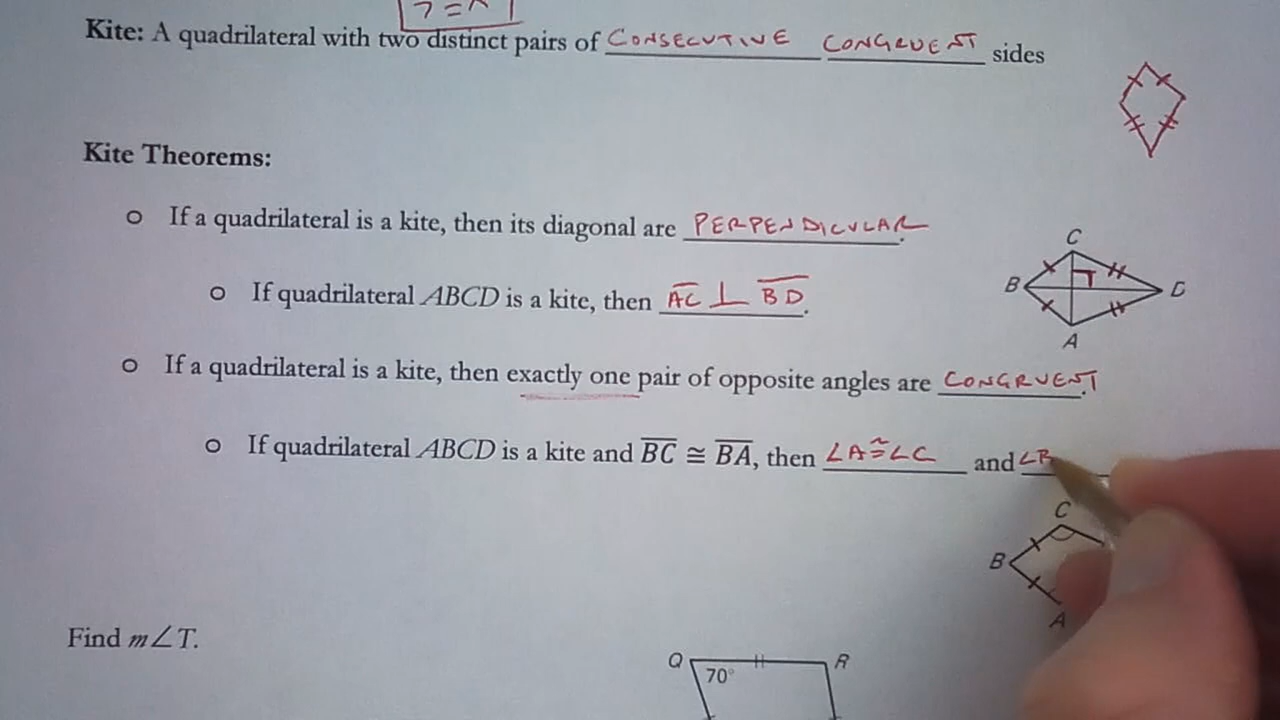 Kite: A quadrilateral with two distinct pairs of CONSECUTIVE CONGRUENT sides
Kite Theorems:
o If a quadrilateral is a kite, then its diagonal are PERPENDICULAR.
C
B
D
A
o If quadrilateral ABCD is a kite, then AC ⊥ BD.
o If a quadrilateral is a kite, then exactly one pair of opposite angles are CONGRUENT.
o If quadrilateral ABCD is a kite and BC ≅ BA, then ∠A ≅ ∠C and ∠B
C
B
A
Find m∠T.
Q R
70°